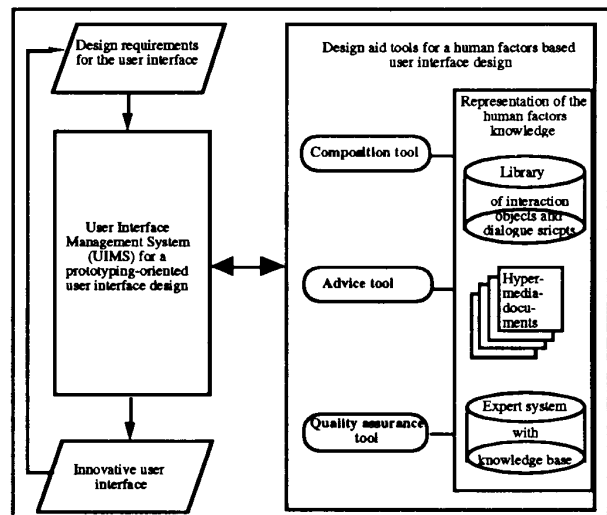 Design requirements
for the user interface
User Interface
Management System
(UIMS) for a
prototyping-oriented
user interface design
Innovative user
interface
Design aid tools for a human factors based
user interface design
Representation of the
human factors
knowledge
Composition tool
Library
of interaction
objects and
dialogue sricpts
Advice tool
Hyper-
media-
docu-
ments
Quality assurance
tool
Expert system
with
knowledge base